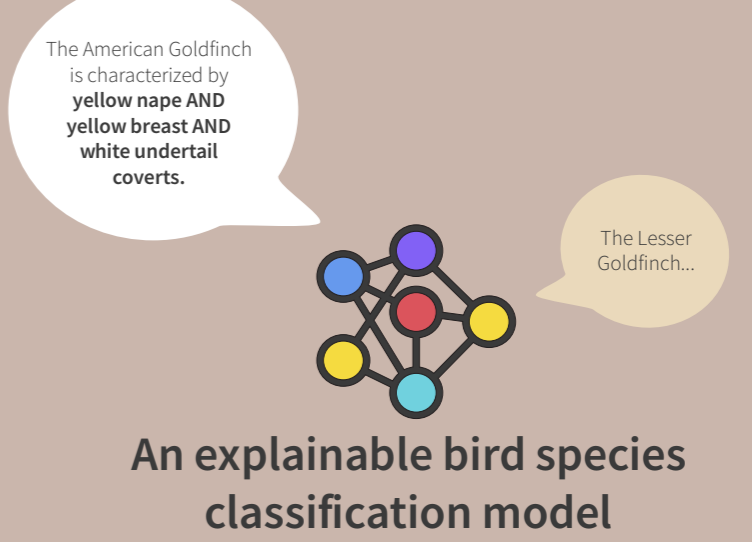 The American Goldfinch
is characterized by
yellow nape AND
yellow breast AND
white undertail
coverts.
The Lesser
Goldfinch...
An explainable bird species
classification model